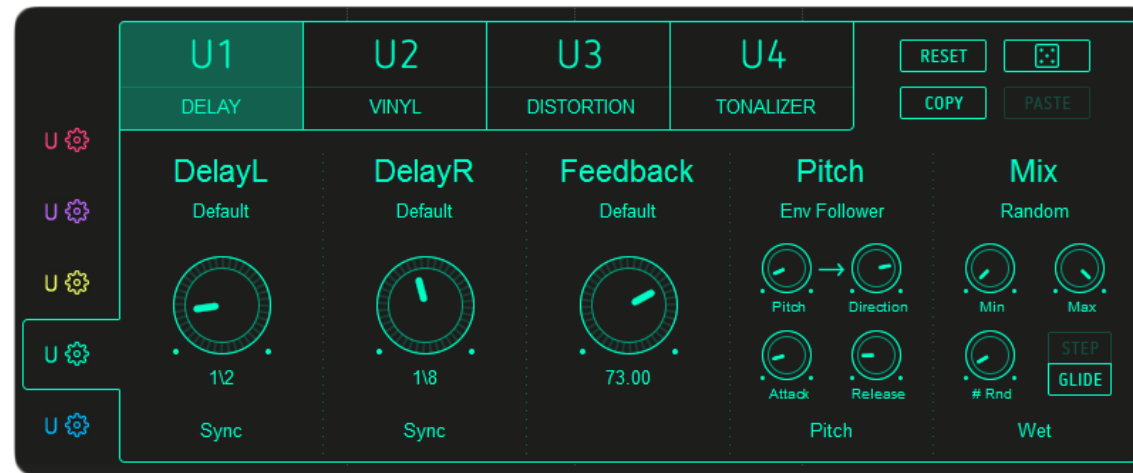 U1 U2 U3 U4 RESET
DELAY VINYL DISTORTION TONALIZER COPY PASTE
U
U
U
U
U
DelayL DelayR Feedback Pitch Mix
Default Default Default Env Follower Random
Pitch Direction Min Max
Attack Release # Rnd STEP
GLIDE
1\2 1\8 73.00
Sync Sync Pitch Wet